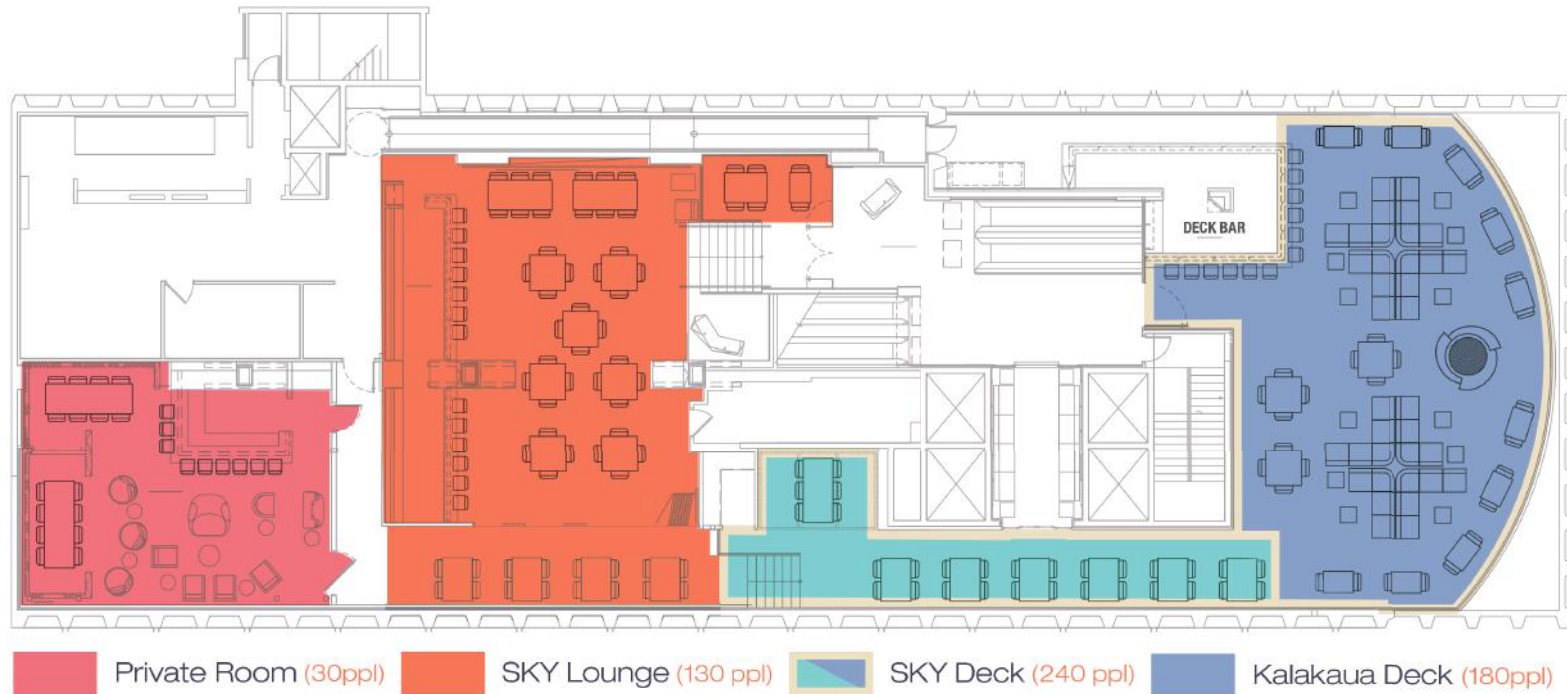 DECK BAR
Private Room (30ppl)
SKY Lounge (130 ppl)
SKY Deck (240 ppl)
Kalakaua Deck (180ppl)